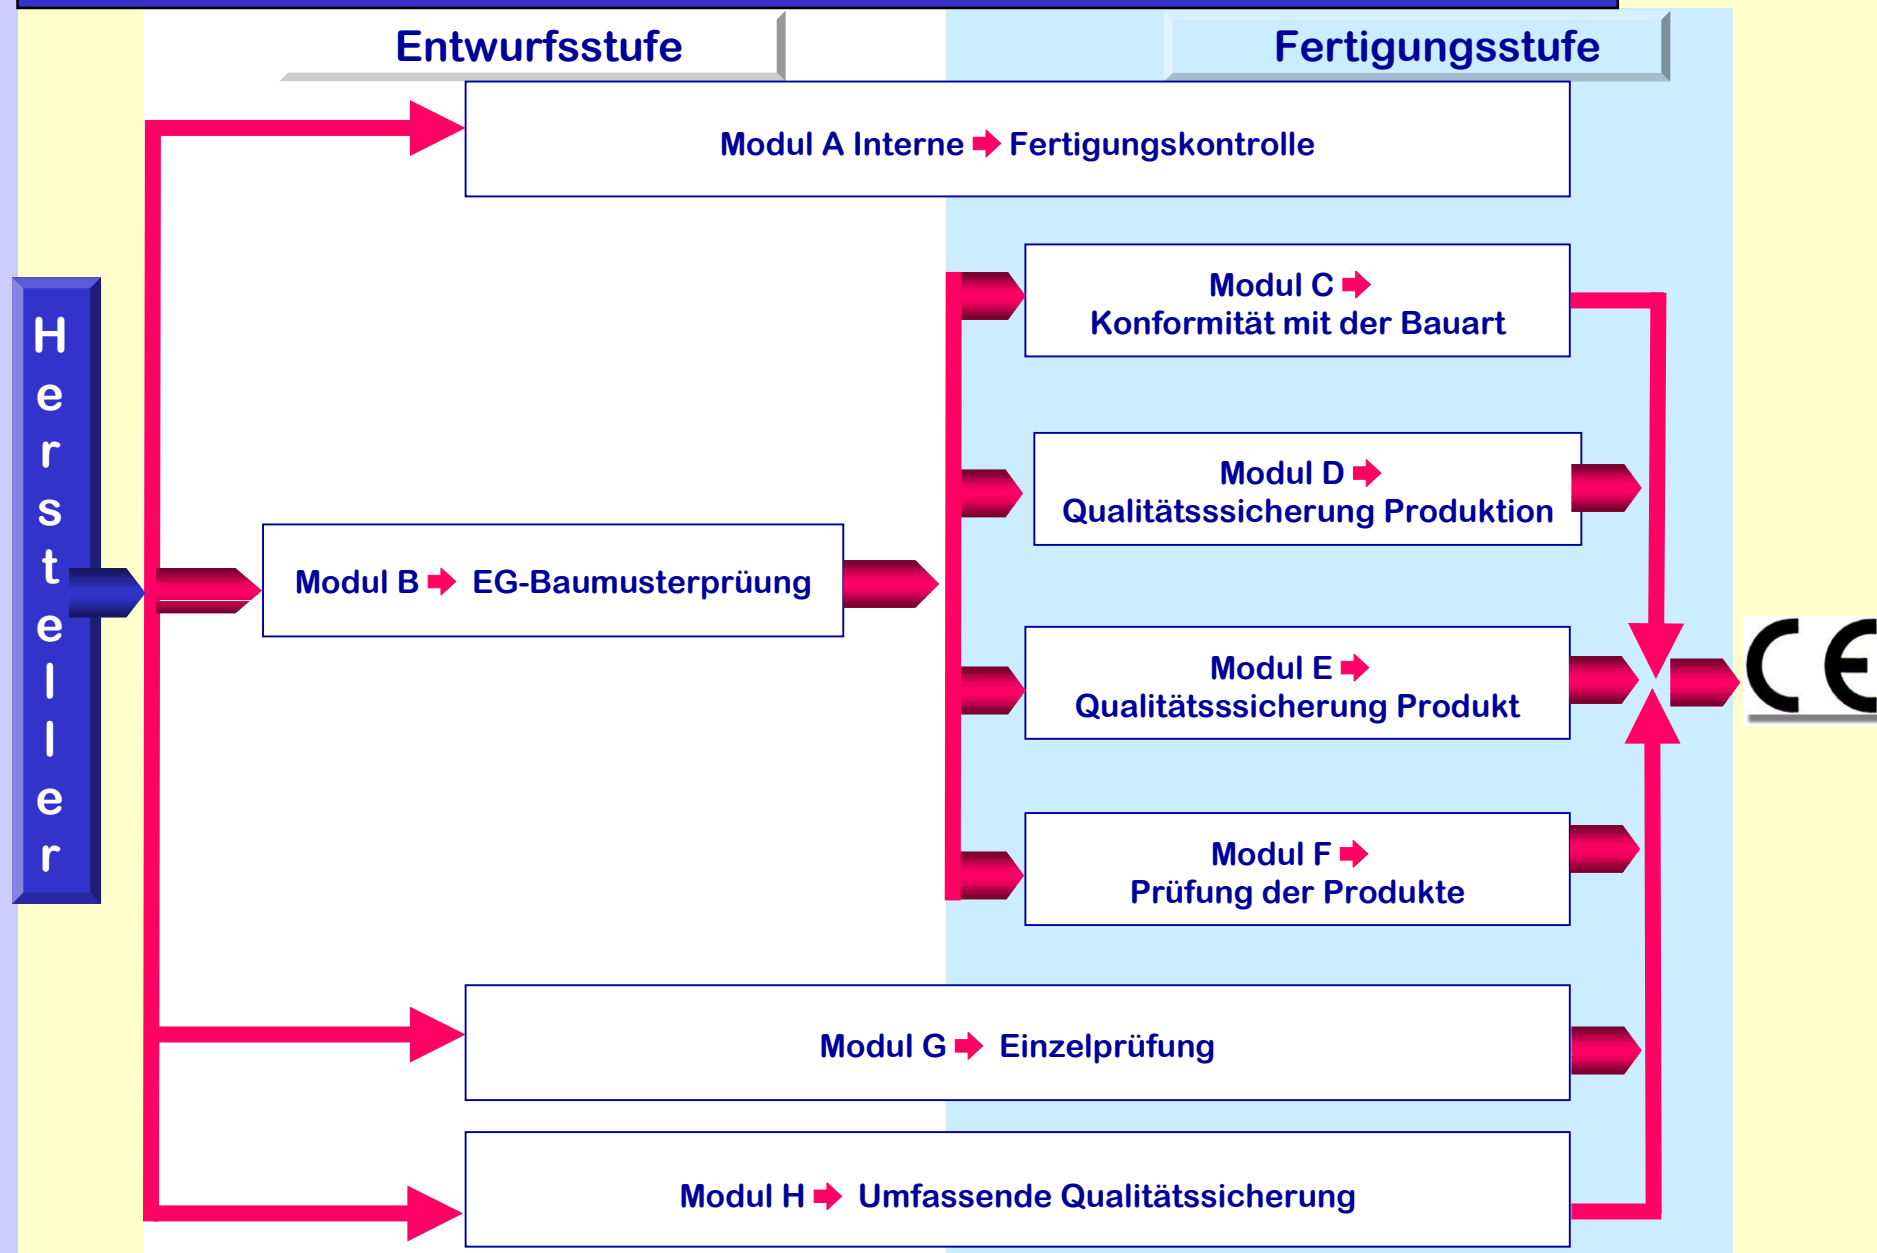 Entwurfsstufe
Fertigungsstufe
Modul A Interne Fertigungskontrolle
Modul C
Konformität mit der Bauart
Hersteller
Modul D
Qualitätsssicherung Produktion
Modul B EG-Baumusterprüung
Modul E
Qualitätsssicherung Produkt
CE
Modul F
Prüfung der Produkte
Modul G Einzelprüfung
Modul H Umfassende Qualitätssicherung